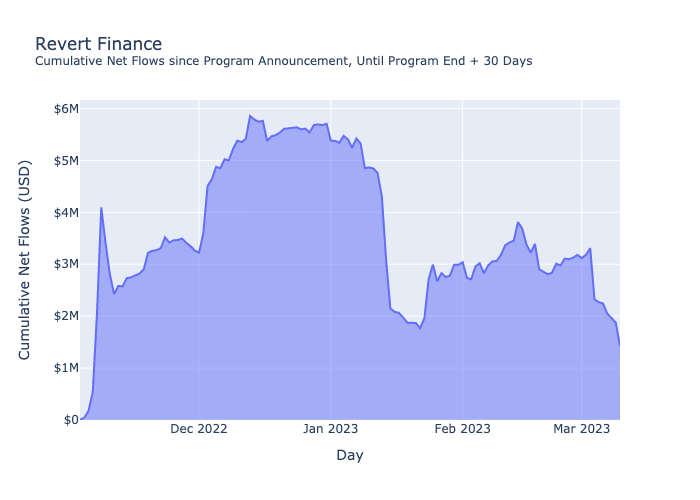 Revert Finance
Cumulative Net Flows since Program Announcement, Until Program End + 30 Days
$6M
$5M
$4M
$3M
$2M
$1M
$0
Cumulative Net Flows (USD)
Dec 2022
Jan 2023
Feb 2023
Mar 2023
Day